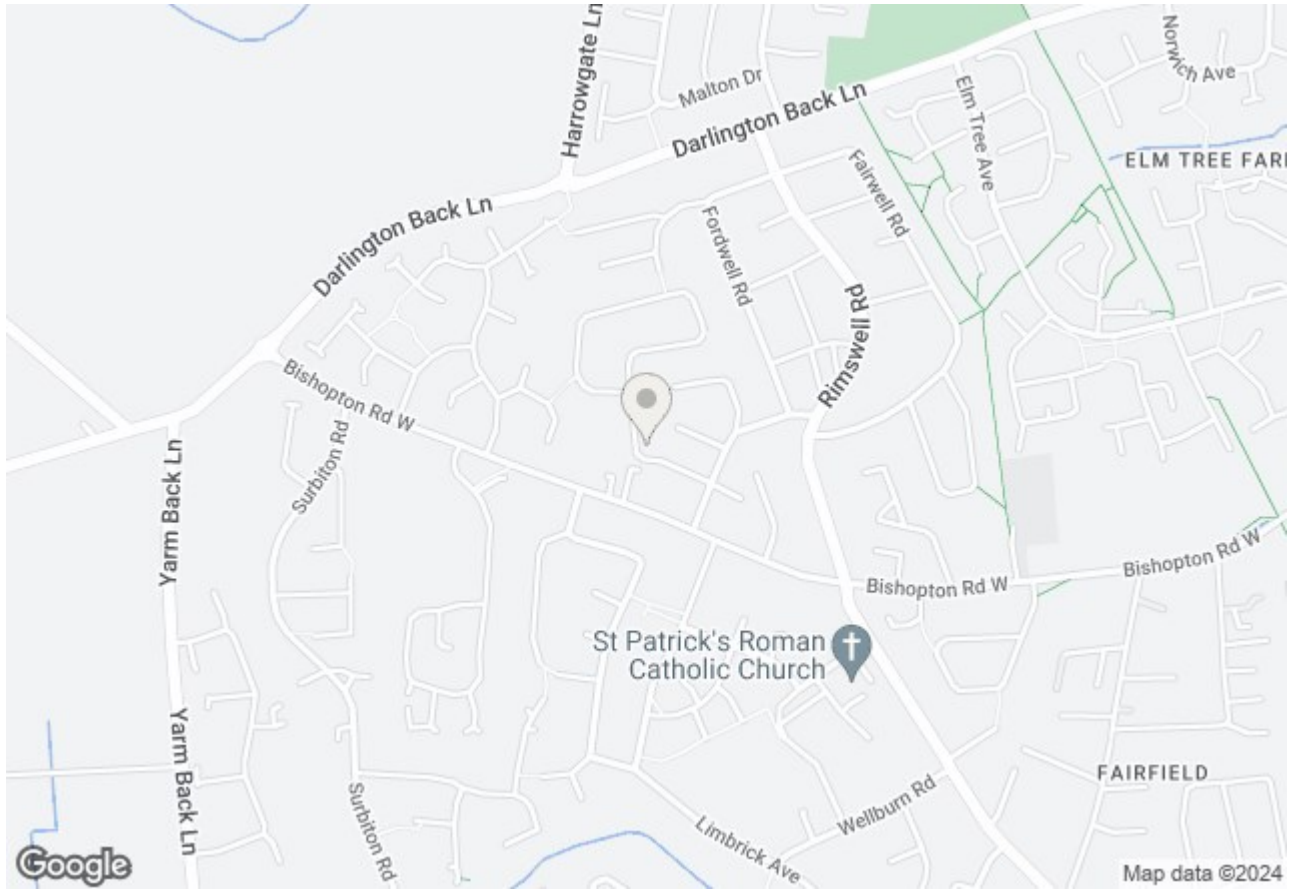 Harrowgate Ln
Malton Dr
Norwich Ave
Darlington Back Ln
Elm Tree Ave
ELM TREE FARI
Fairwell Rd
Darlington Back Ln
Fordwell Rd
Rimswell Rd
Bishopton Rd W
Surbiton Rd
Yarm Back Ln
Bishopton Rd W
Bishopton Rd W
St Patrick's Roman
Catholic Church
Yarm Back Ln
FAIRFIELD
Surbiton Rd
Wellburn Rd
Limbrick Ave
Google
Map data ©2024